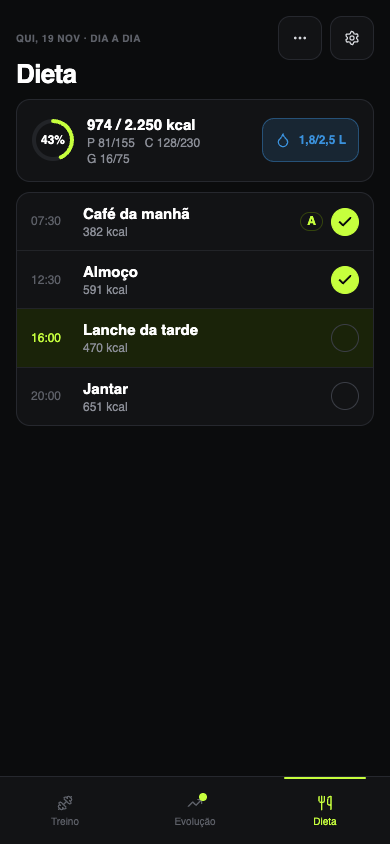 QUI, 19 NOV · DIA A DIA
Dieta
43%
974 / 2.250 kcal
P 81/155 C 128/230
G 16/75
1,8/2,5 L
07:30
Café da manhã
382 kcal
A
12:30
Almoço
591 kcal
16:00
Lanche da tarde
470 kcal
20:00
Jantar
651 kcal
Treino
Evolução
Dieta